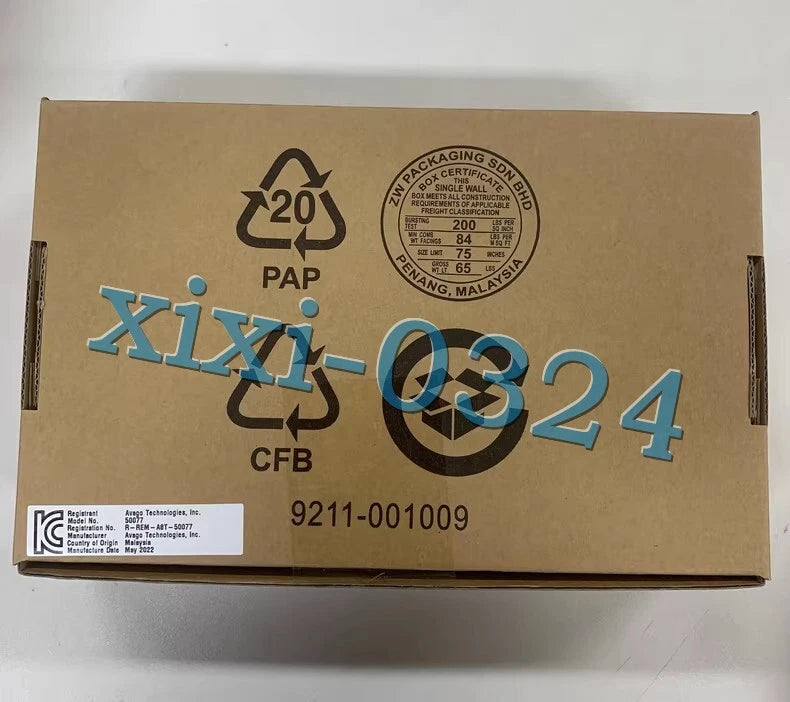 20
PAP
ZW PACKAGING SDN BHD
BOX CERTIFICATE
THIS
SINGLE WALL
BOX MEETS ALL CONSTRUCTION
REQUIREMENTS OF APPLICABLE
FREIGHT CLASSIFICATION
BURSTING TEST 200 LBS PER SQ INCH
MIN COMB WT FACINGS 84 LBS PER M SQ FT
SIZE LIMIT 75 INCHES
GROSS WT LT 65 LBS
PENANG, MALAYSIA
xixi-0324
CFB
9211-001009
Registrant Avago Technologies, Inc.
Model No. 50077
Registration No. R-REM-A8T-50077
Manufacturer Avago Technologies, Inc.
Country of Origin Malaysia
Manufacture Date May 2022